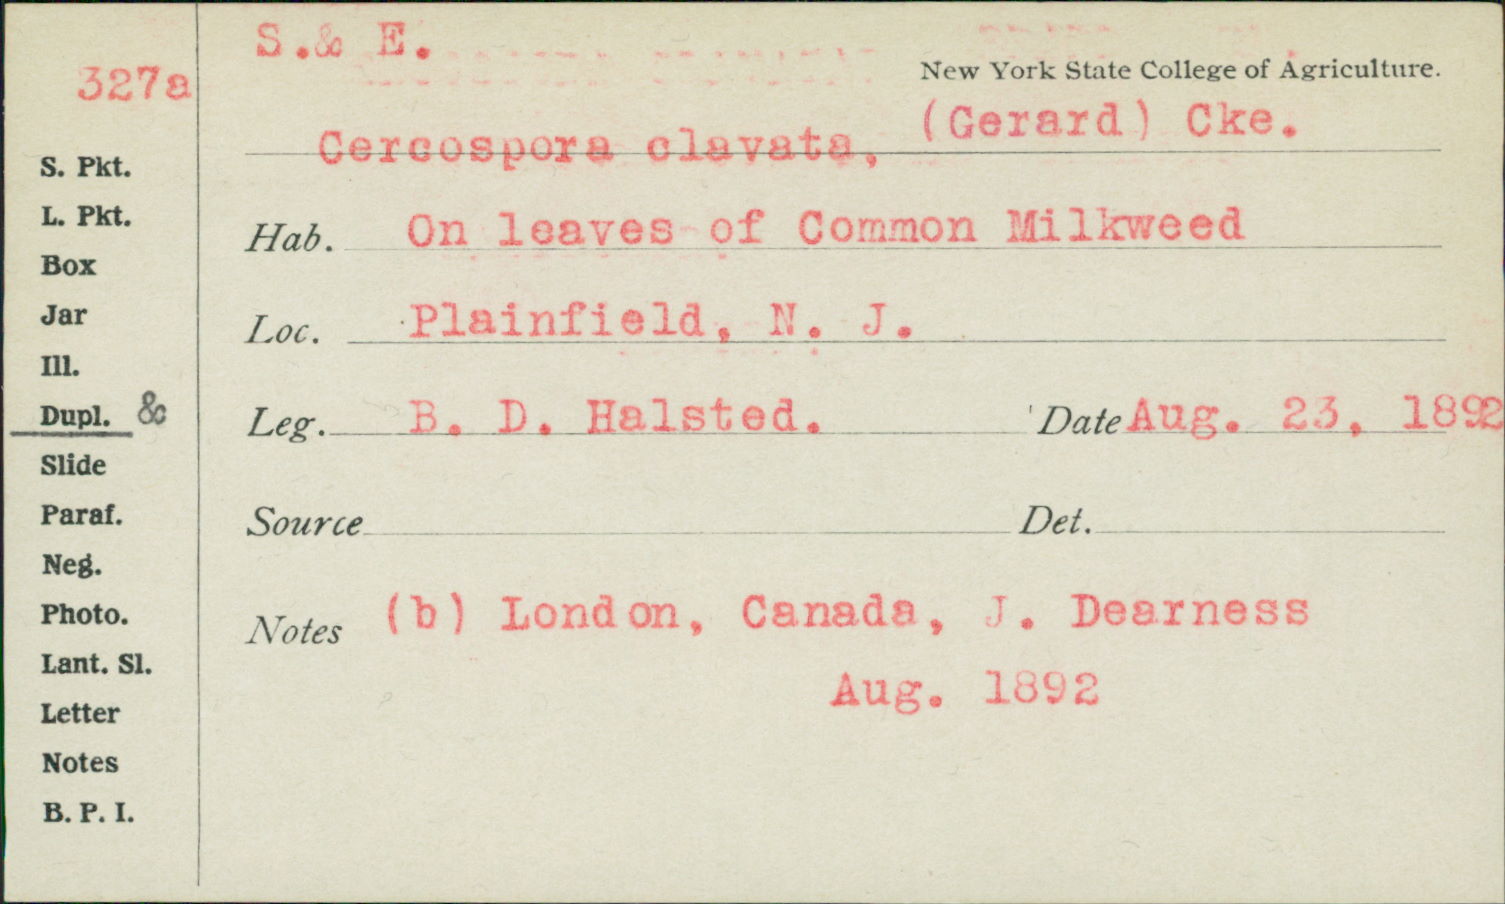 S.& E.
327a
New York State College of Agriculture.
Cercospora clavata, (Gerard) Cke.
S. Pkt.
L. Pkt.
Hab. On leaves of Common Milkweed
Box
Jar
Loc. Plainfield, N. J.
Ill.
Dupl. &
Leg. B. D. Halsted. Date Aug. 23, 1892
Slide
Paraf.
Source Det.
Neg.
Photo.
Notes (b) London, Canada, J. Dearness
Lant. Sl.
Aug. 1892
Letter
Notes
B. P. I.